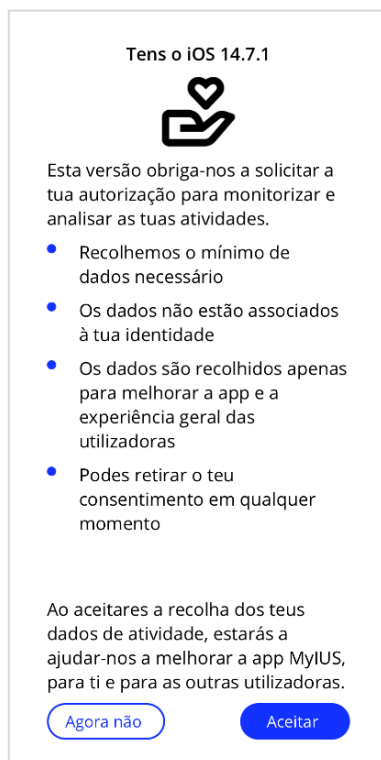 Tens o iOS 14.7.1
Esta versão obriga-nos a solicitar a
tua autorização para monitorizar e
analisar as tuas atividades.
Recolhemos o mínimo de
dados necessário
Os dados não estão associados
à tua identidade
Os dados são recolhidos apenas
para melhorar a app e a
experiência geral das
utilizadoras
Podes retirar o teu
consentimento em qualquer
momento
Ao aceitares a recolha dos teus
dados de atividade, estarás a
ajudar-nos a melhorar a app MyIUS,
para ti e para as outras utilizadoras.
Agora não
Aceitar